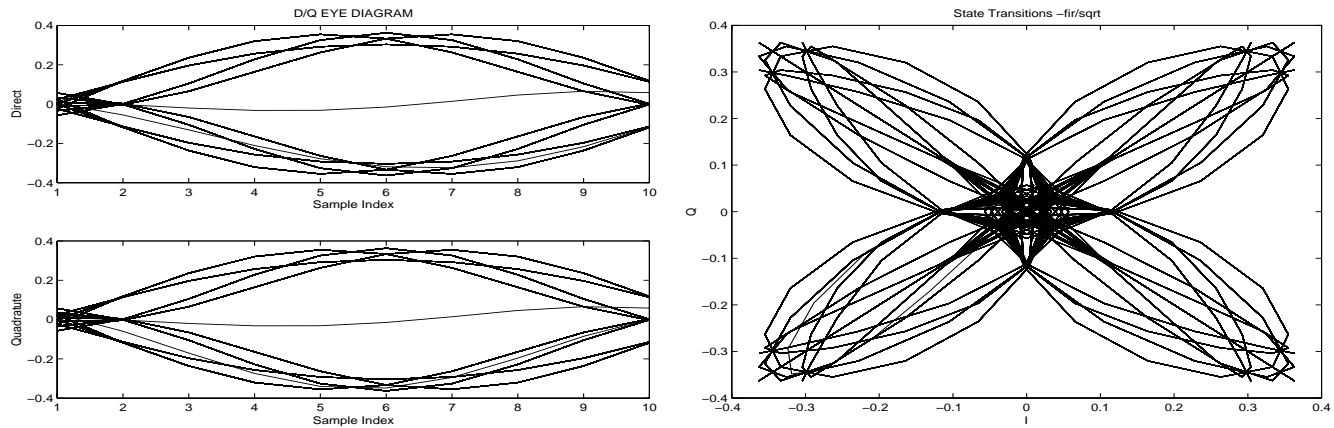 D/Q EYE DIAGRAM
0.4
0.2
0
−0.2
−0.4
Direct
1 2 3 4 5 6 7 8 9 10
Sample Index
0.4
0.2
0
−0.2
−0.4
Quadratute
1 2 3 4 5 6 7 8 9 10
Sample Index
State Transitions −fir/sqrt
0.4
0.3
0.2
0.1
0
−0.1
−0.2
−0.3
−0.4
Q
−0.4 −0.3 −0.2 −0.1 0 0.1 0.2 0.3 0.4
I